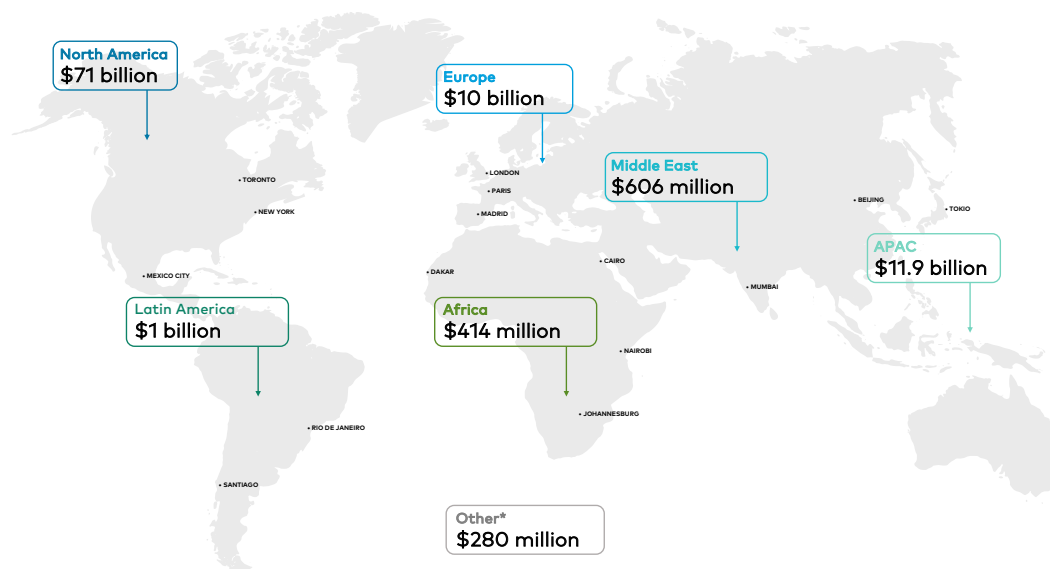 North America
$71 billion
Europe
$10 billion
Middle East
$606 million
• LONDON
• TORONTO
• PARIS
• BEIJING
• TOKIO
• NEW YORK
• MADRID
APAC
$11.9 billion
• CAIRO
• DAKAR
• MEXICO CITY
• MUMBAI
Latin America
$1 billion
Africa
$414 million
• NAIROBI
• JOHANNESBURG
• RIO DE JANEIRO
• SANTIAGO
Other*
$280 million